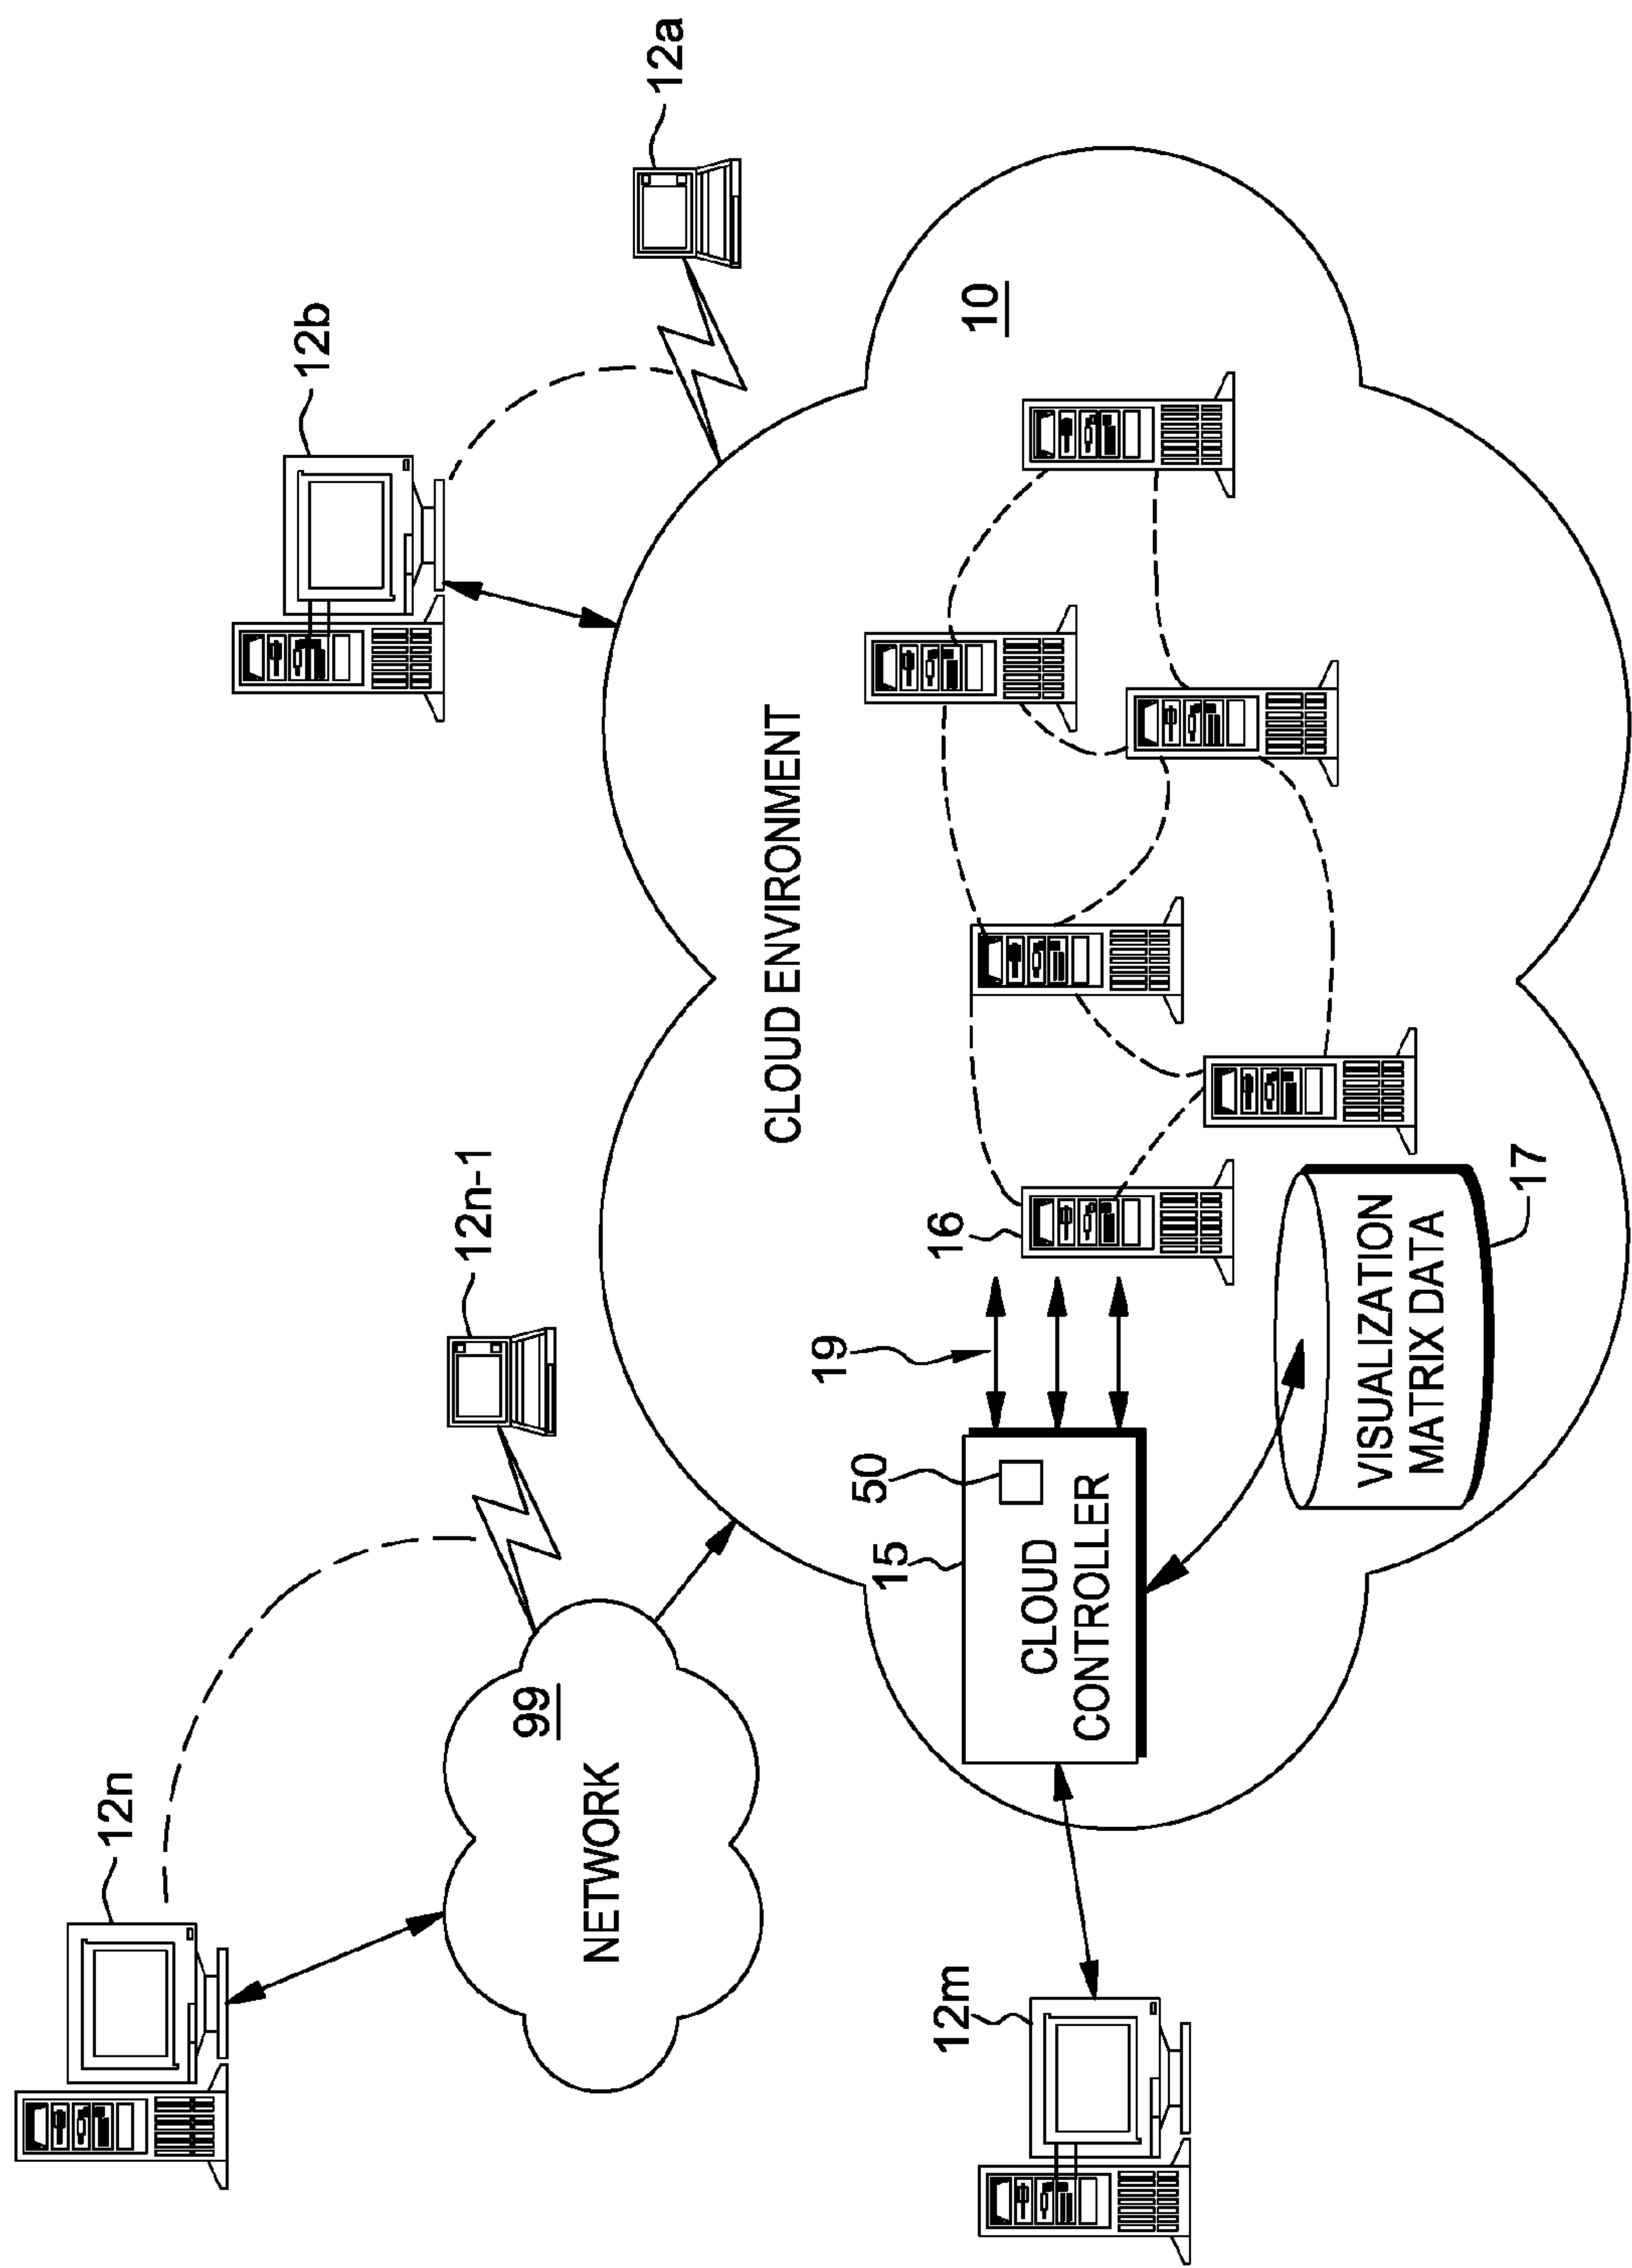 12n
12n-1
12b
12a
99
NETWORK
CLOUD ENVIRONMENT
10
12m
15
50
19
16
CLOUD
CONTROLLER
VISUALIZATION
MATRIX DATA
17